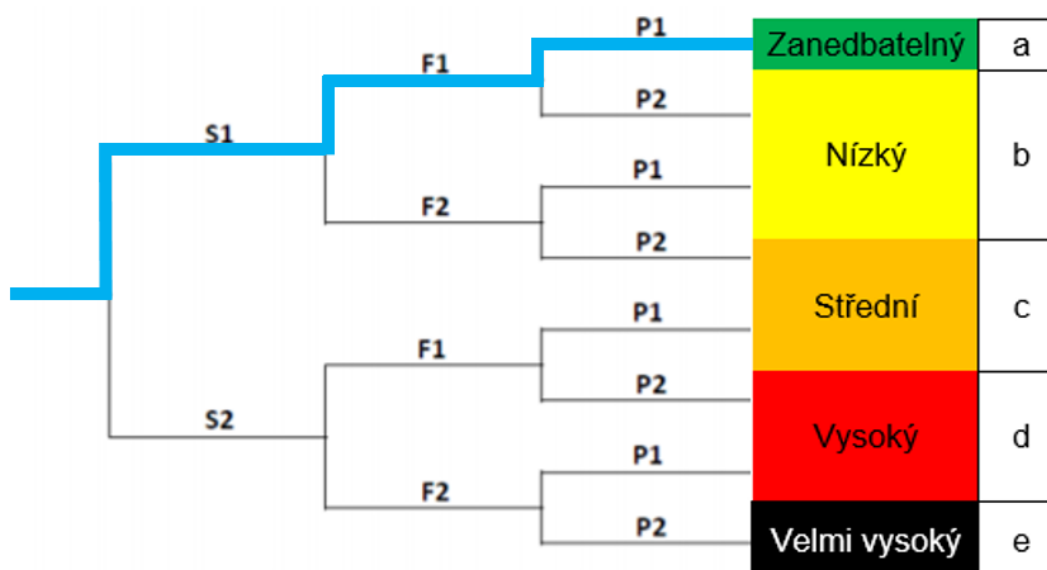 P1
Zanedbatelný a
F1
P2
S1
Nízký b
P1
F2
P2
Střední c
P1
F1
P2
S2
Vysoký d
P1
F2
P2
Velmi vysoký e